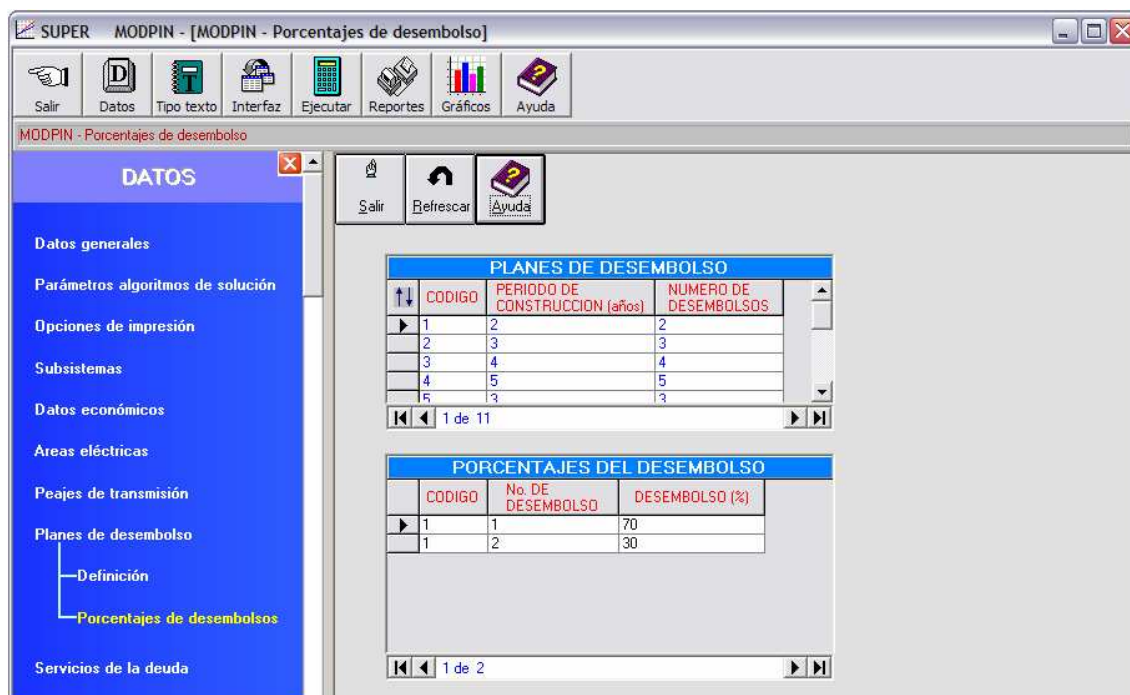 SUPER MODPIN - [MODPIN - Porcentajes de desembolso]
Salir Datos Tipo texto Interfaz Ejecutar Reportes Gráficos Ayuda
MODPIN - Porcentajes de desembolso
DATOS
Datos generales
Parámetros algoritmos de solución
Opciones de impresión
Subsistemas
Datos económicos
Areas eléctricas
Peajes de transmisión
Planes de desembolso
Definición
Porcentajes de desembolsos
Servicios de la deuda
Salir Refrescar Ayuda
PLANES DE DESEMBOLSO
CODIGO PERIODO DE CONSTRUCCION (años) NUMERO DE DESEMBOLSOS
1 2 2
2 3 3
3 4 4
4 5 5
5 3 3
1 de 11
PORCENTAJES DEL DESEMBOLSO
CODIGO No. DE DESEMBOLSO DESEMBOLSO (%)
1 1 70
1 2 30
1 de 2